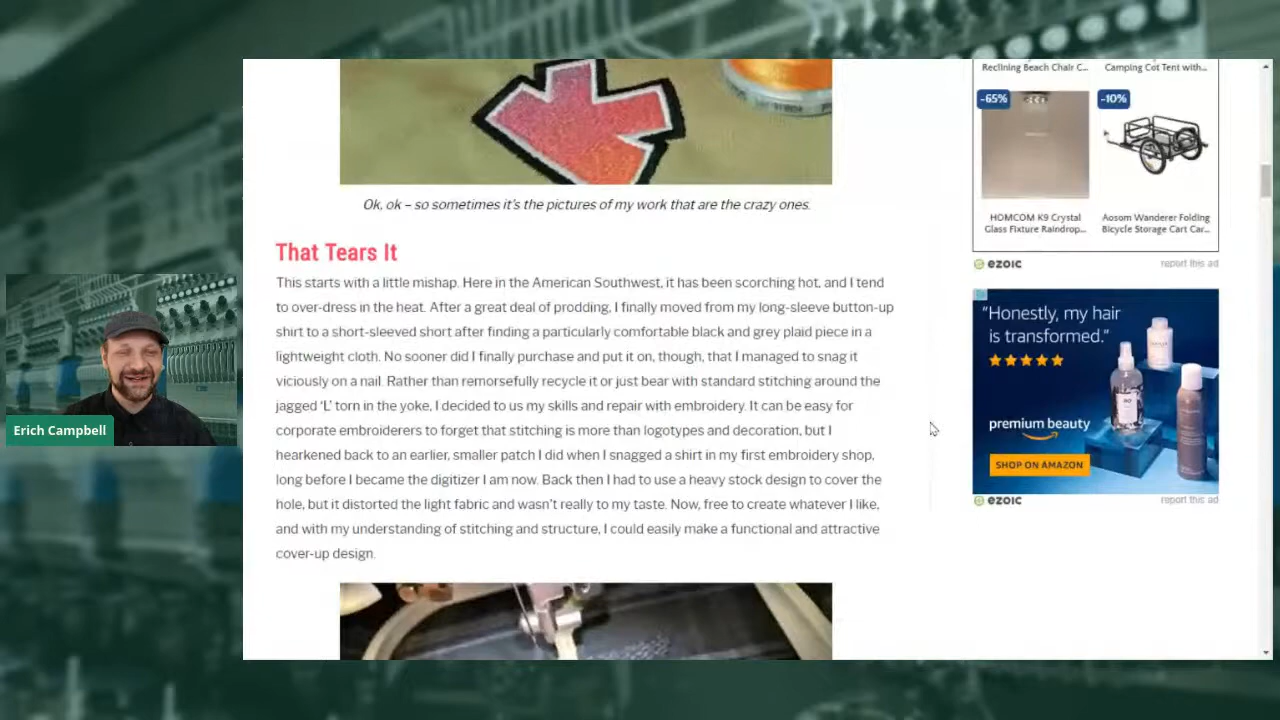 Reclining Beach Chair C...
Camping Cot Tent with...
-65%
-10%
HOMCOM K9 Crystal
Glass Fixture Raindrop...
Aosom Wanderer Folding
Bicycle Storage Cart Car...
ezoic
report this ad
Ok, ok – so sometimes it's the pictures of my work that are the crazy ones.
That Tears It
This starts with a little mishap. Here in the American Southwest, it has been scorching hot, and I tend
to over-dress in the heat. After a great deal of prodding, I finally moved from my long-sleeve button-up
shirt to a short-sleeved short after finding a particularly comfortable black and grey plaid piece in a
lightweight cloth. No sooner did I finally purchase and put it on, though, that I managed to snag it
viciously on a nail. Rather than remorsefully recycle it or just bear with standard stitching around the
jagged ‘L’ torn in the yoke, I decided to us my skills and repair with embroidery. It can be easy for
corporate embroiderers to forget that stitching is more than logotypes and decoration, but I
hearkened back to an earlier, smaller patch I did when I snagged a shirt in my first embroidery shop,
long before I became the digitizer I am now. Back then I had to use a heavy stock design to cover the
hole, but it distorted the light fabric and wasn't really to my taste. Now, free to create whatever I like,
and with my understanding of stitching and structure, I could easily make a functional and attractive
cover-up design.
"Honestly, my hair
is transformed."
premium beauty
SHOP ON AMAZON
ezoic
report this ad
Erich Campbell